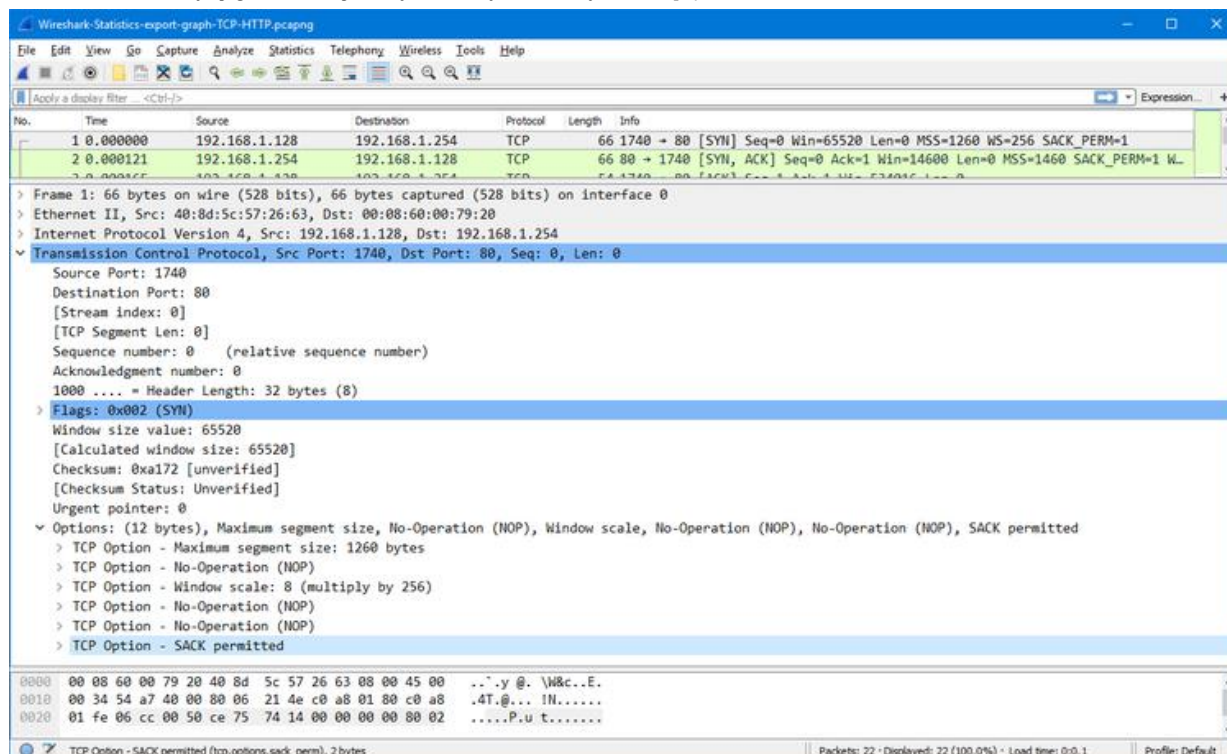 Wireshark-Statistics-export-graph-TCP-HTTP.pcapng
File Edit View Go Capture Analyze Statistics Telephony Wireless Tools Help
Apply a display filter ... <Ctrl-/> Expression... +
No. Time Source Destination Protocol Length Info
1 0.000000 192.168.1.128 192.168.1.254 TCP 66 1740 → 80 [SYN] Seq=0 Win=65520 Len=0 MSS=1260 WS=256 SACK_PERM=1
2 0.000121 192.168.1.254 192.168.1.128 TCP 66 80 → 1740 [SYN, ACK] Seq=0 Ack=1 Win=14600 Len=0 MSS=1460 SACK_PERM=1 W…
> Frame 1: 66 bytes on wire (528 bits), 66 bytes captured (528 bits) on interface 0
> Ethernet II, Src: 40:8d:5c:57:26:63, Dst: 00:08:60:00:79:20
> Internet Protocol Version 4, Src: 192.168.1.128, Dst: 192.168.1.254
Transmission Control Protocol, Src Port: 1740, Dst Port: 80, Seq: 0, Len: 0
Source Port: 1740
Destination Port: 80
[Stream index: 0]
[TCP Segment Len: 0]
Sequence number: 0 (relative sequence number)
Acknowledgment number: 0
1000 .... = Header Length: 32 bytes (8)
> Flags: 0x002 (SYN)
Window size value: 65520
[Calculated window size: 65520]
Checksum: 0xa172 [unverified]
[Checksum Status: Unverified]
Urgent pointer: 0
Options: (12 bytes), Maximum segment size, No-Operation (NOP), Window scale, No-Operation (NOP), No-Operation (NOP), SACK permitted
> TCP Option - Maximum segment size: 1260 bytes
> TCP Option - No-Operation (NOP)
> TCP Option - Window scale: 8 (multiply by 256)
> TCP Option - No-Operation (NOP)
> TCP Option - No-Operation (NOP)
> TCP Option - SACK permitted
0000 00 08 60 00 79 20 40 8d 5c 57 26 63 08 00 45 00 ..`.y @. \W&c..E.
0010 00 34 54 a7 40 00 80 06 21 4e c0 a8 01 80 c0 a8 .4T.@... !N......
0020 01 fe 06 cc 00 50 ce 75 74 14 00 00 00 00 80 02 .....P.u t.......
TCP Option - SACK permitted (tcp.options.sack_perm), 2 bytes Packets: 22 · Displayed: 22 (100.0%) · Load time: 0:0.1 Profile: Default